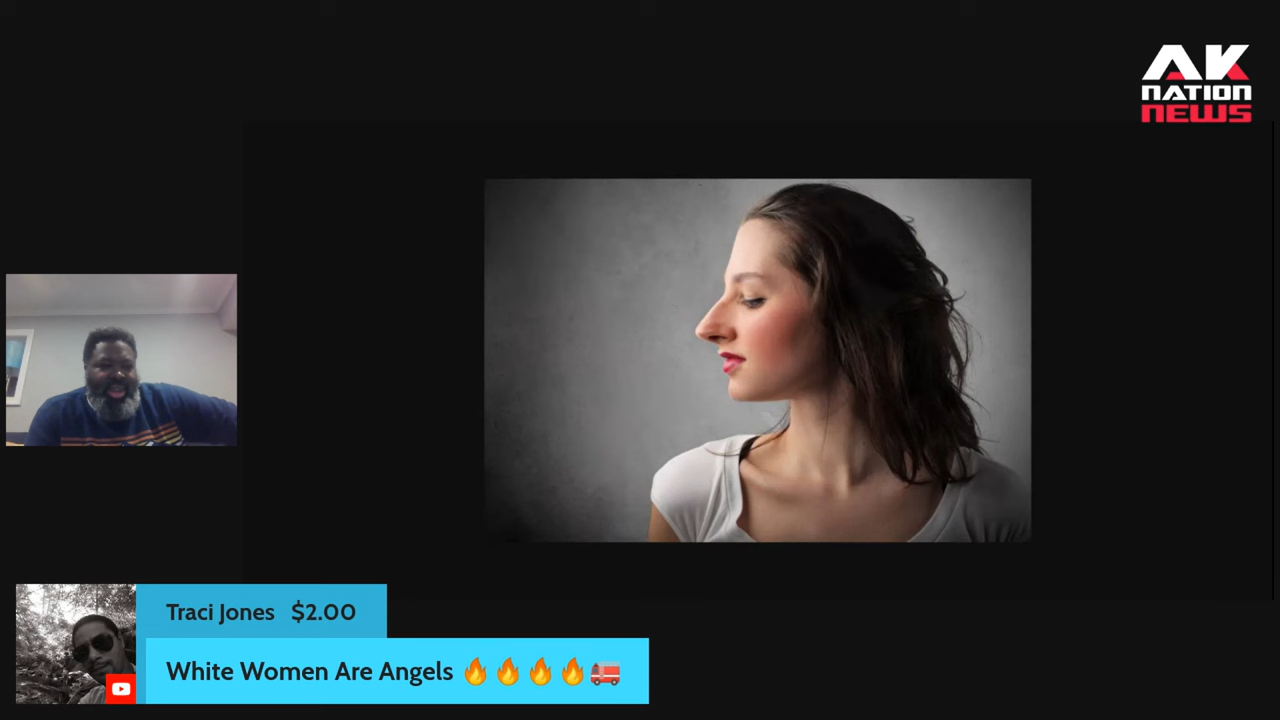 AK
NATION
NEWS
Traci Jones $2.00
White Women Are Angels 🔥🔥🔥🔥🚒